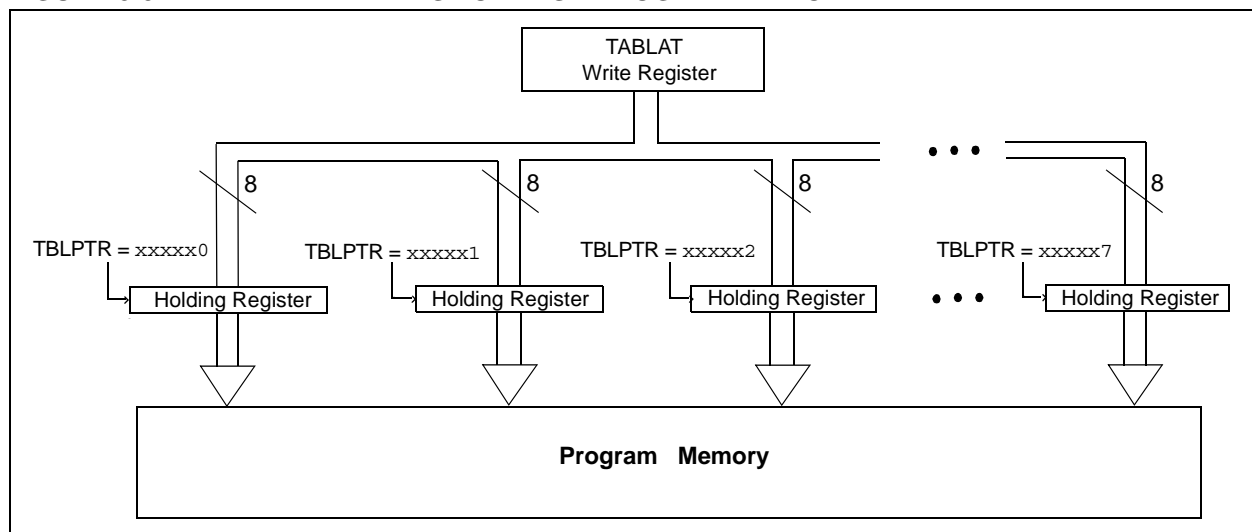 TABLAT
Write Register
8
8
8
8
TBLPTR = xxxxx0
TBLPTR = xxxxx1
TBLPTR = xxxxx2
TBLPTR = xxxxx7
Holding Register
Holding Register
Holding Register
Holding Register
Program Memory